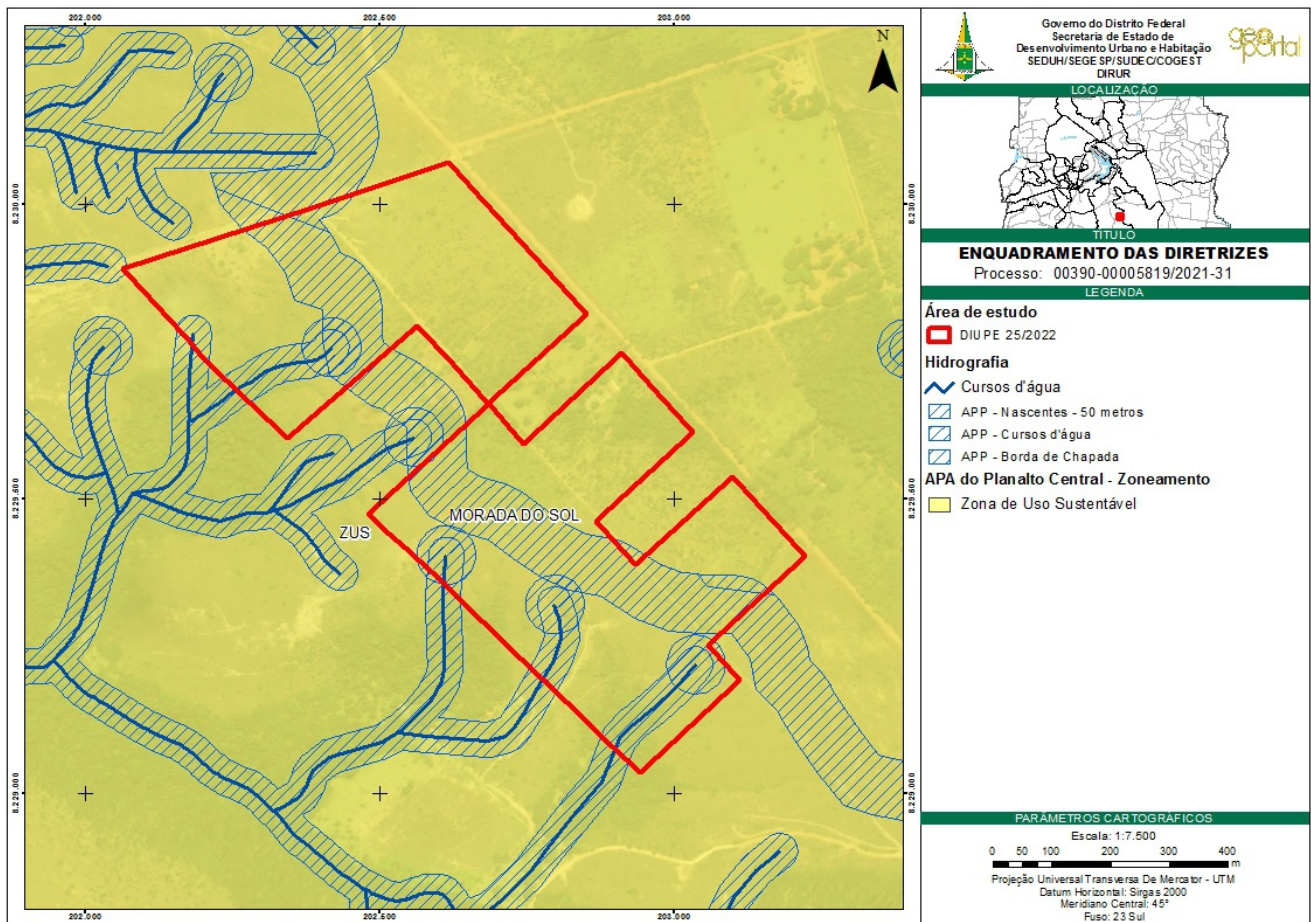 202.000 202.500 203.000
N
8.230.000 8.230.000
8.229.500 8.229.500
8.229.000 8.229.000
MORADA DO SOL
ZUS
202.000 202.500 203.000
Governo do Distrito Federal
Secretaria de Estado de
Desenvolvimento Urbano e Habitação
SEDUH/SEGESP/SUDEC/COGEST
DIRUR
geo
portal
LOCALIZAÇÃO
TÍTULO
ENQUADRAMENTO DAS DIRETRIZES
Processo: 00390-00005819/2021-31
LEGENDA
Área de estudo
DIUPE 25/2022
Hidrografia
Cursos d'água
APP - Nascentes - 50 metros
APP - Cursos d'água
APP - Borda de Chapada
APA do Planalto Central - Zoneamento
Zona de Uso Sustentável
PARÂMETROS CARTOGRÁFICOS
Escala: 1:7.500
0 50 100 200 300 400
m
Projeção Universal Transversa De Mercator - UTM
Datum Horizontal: Sirgas 2000
Meridiano Central: 45°
Fuso: 23 Sul